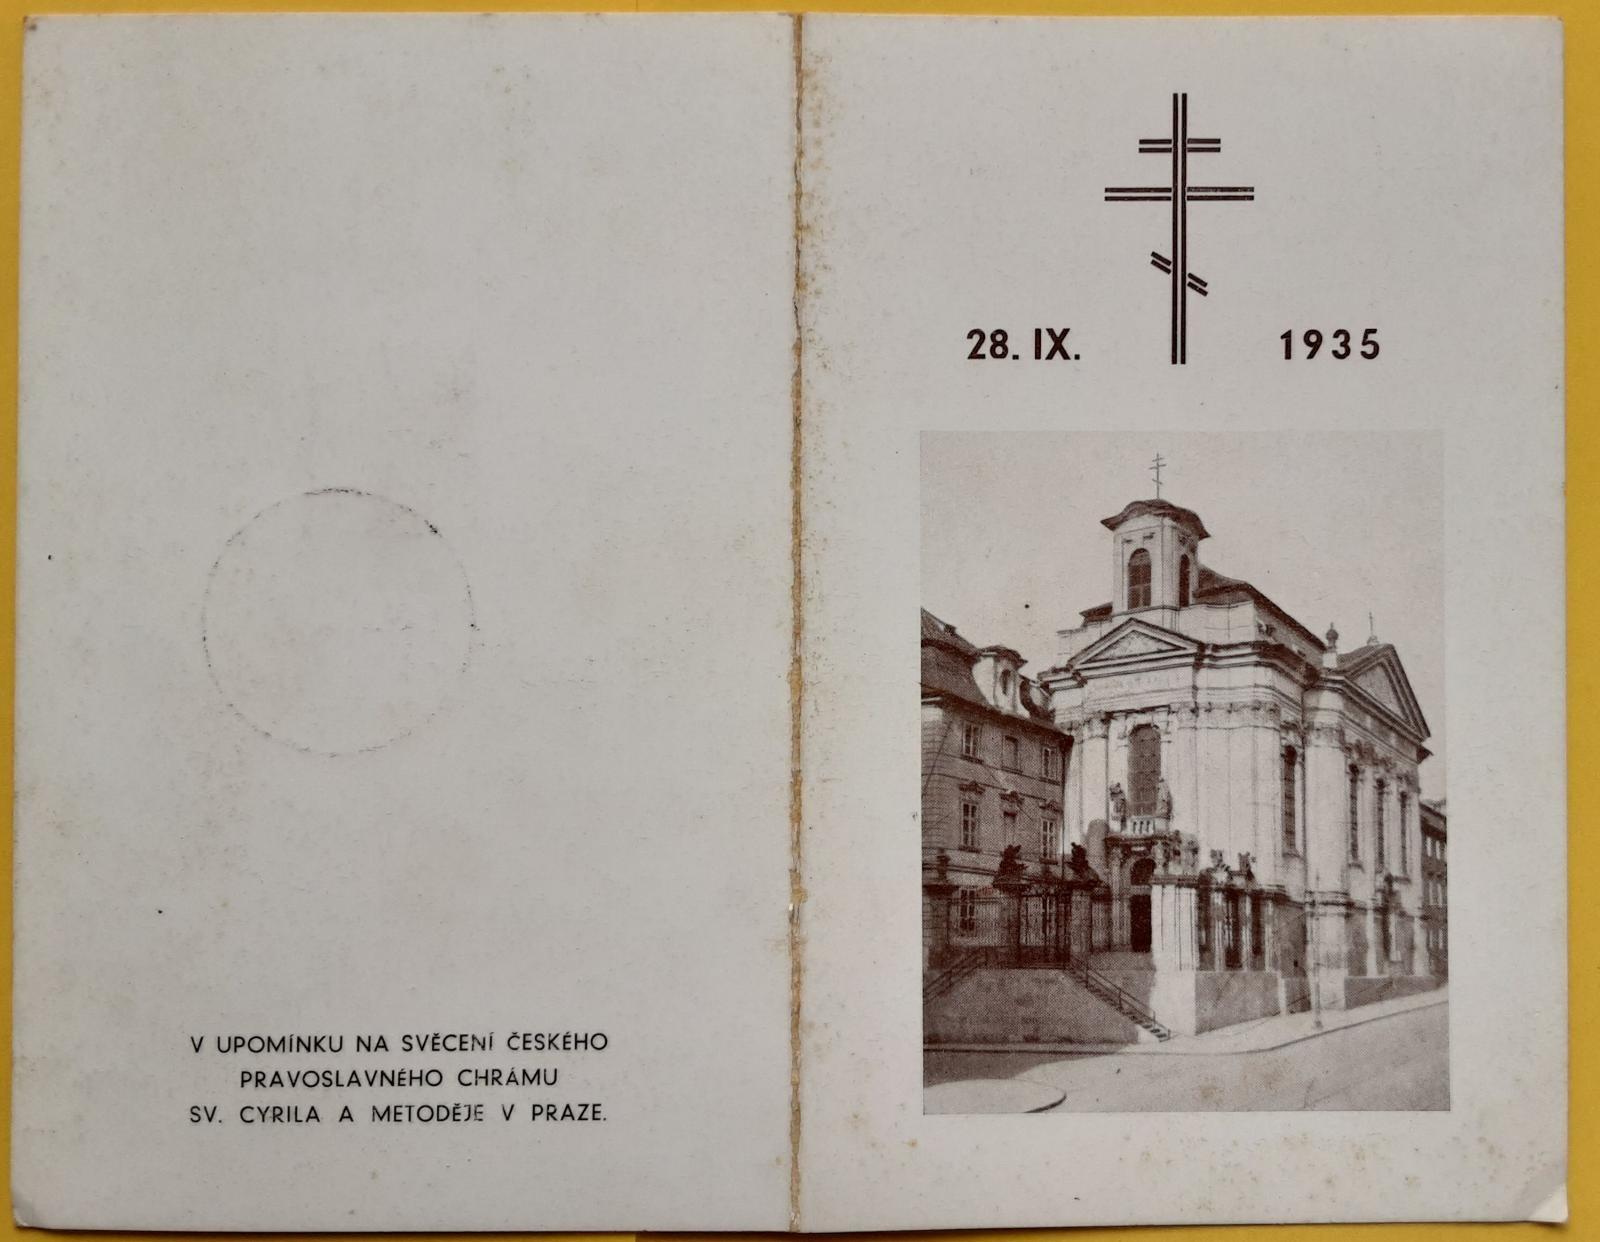 V UPOMÍNKU NA SVĚCENÍ ČESKÉHO
PRAVOSLAVNÉHO CHRÁMU
SV. CYRILA A METODĚJE V PRAZE.
28. IX. 1935